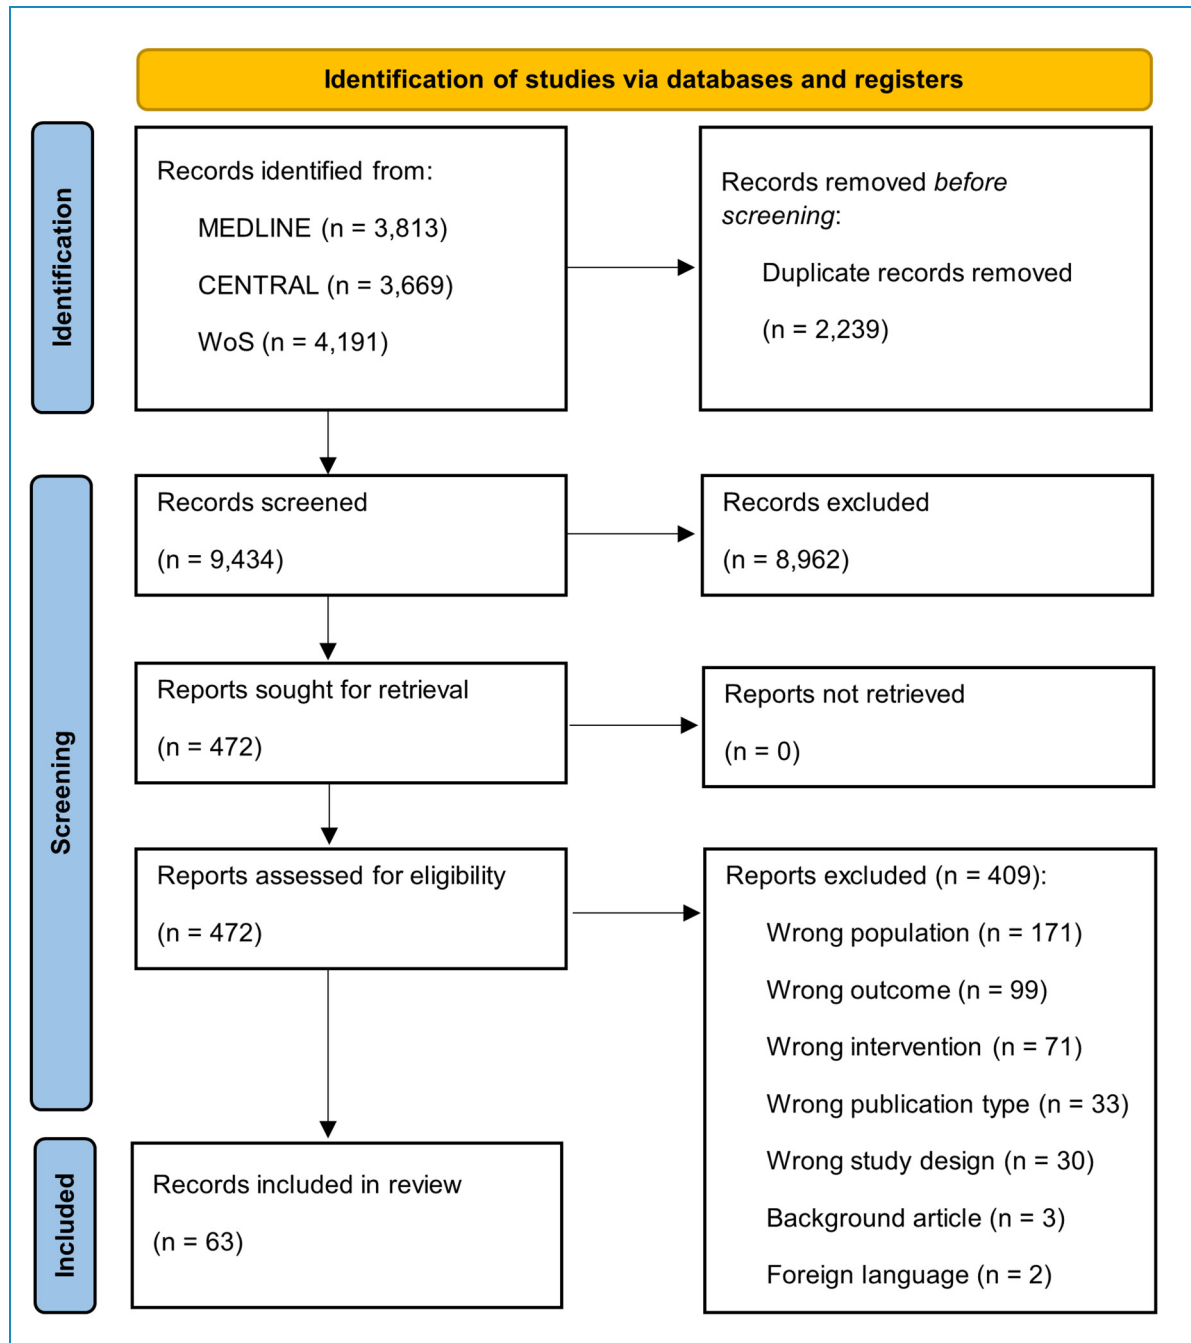 Identification of studies via databases and registers
Identification
Records identified from:
MEDLINE (n = 3,813)
CENTRAL (n = 3,669)
WoS (n = 4,191)
Records removed before
screening:
Duplicate records removed
(n = 2,239)
Screening
Records screened
(n = 9,434)
Records excluded
(n = 8,962)
Reports sought for retrieval
(n = 472)
Reports not retrieved
(n = 0)
Reports assessed for eligibility
(n = 472)
Reports excluded (n = 409):
Wrong population (n = 171)
Wrong outcome (n = 99)
Wrong intervention (n = 71)
Wrong publication type (n = 33)
Wrong study design (n = 30)
Background article (n = 3)
Foreign language (n = 2)
Included
Records included in review
(n = 63)